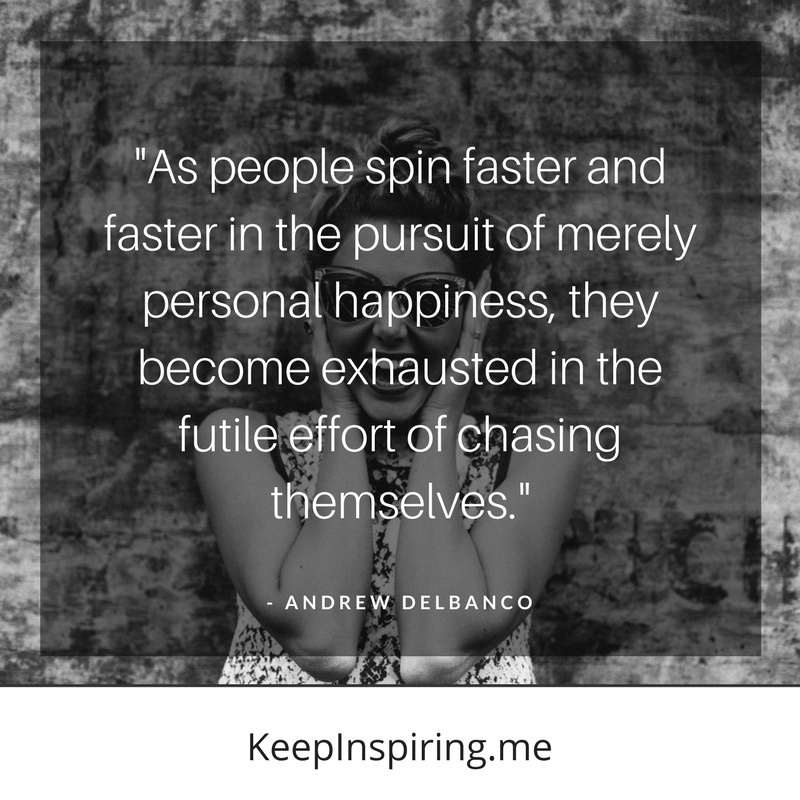 "As people spin faster and
faster in the pursuit of merely
personal happiness, they
become exhausted in the
futile effort of chasing
themselves."
- ANDREW DELBANCO
KeepInspiring.me